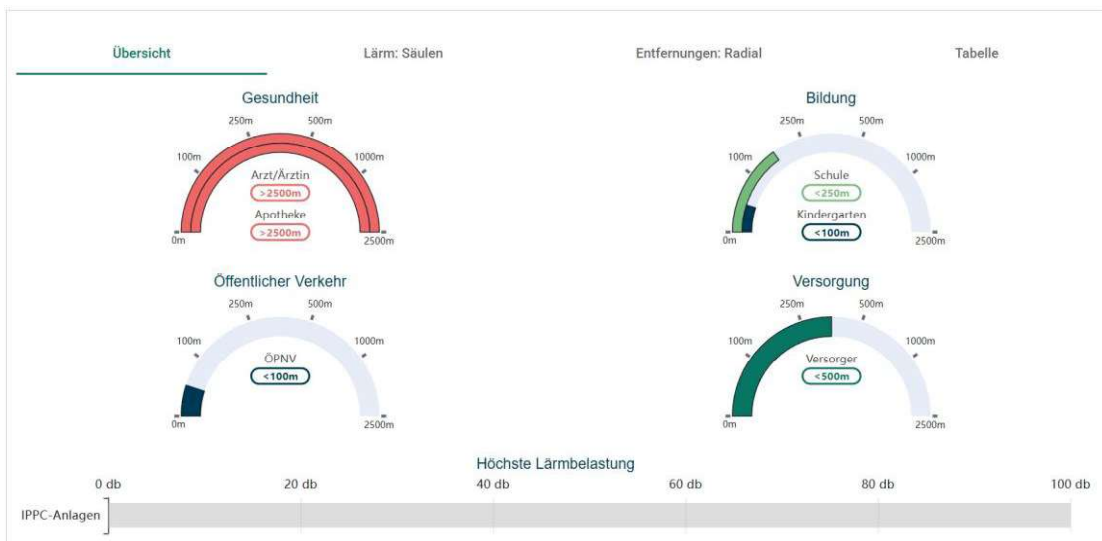 Übersicht
Lärm: Säulen
Entfernungen: Radial
Tabelle
Gesundheit
250m
500m
100m
1000m
Arzt/Ärztin
>2500m
Apotheke
>2500m
0m
2500m
Bildung
250m
500m
100m
1000m
Schule
<250m
Kindergarten
<100m
0m
2500m
Öffentlicher Verkehr
250m
500m
100m
1000m
ÖPNV
<100m
0m
2500m
Versorgung
250m
500m
100m
1000m
Versorger
<500m
0m
2500m
Höchste Lärmbelastung
0 db
20 db
40 db
60 db
80 db
100 db
IPPC-Anlagen